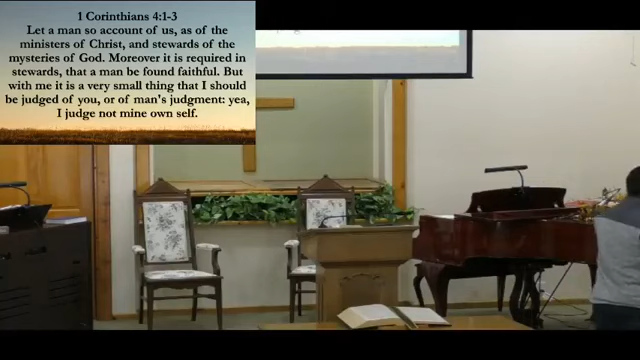 1 Corinthians 4:1-3
Let a man so account of us, as of the
ministers of Christ, and stewards of the
mysteries of God. Moreover it is required in
stewards, that a man be found faithful. But
with me it is a very small thing that I should
be judged of you, or of man's judgment: yea,
I judge not mine own self.